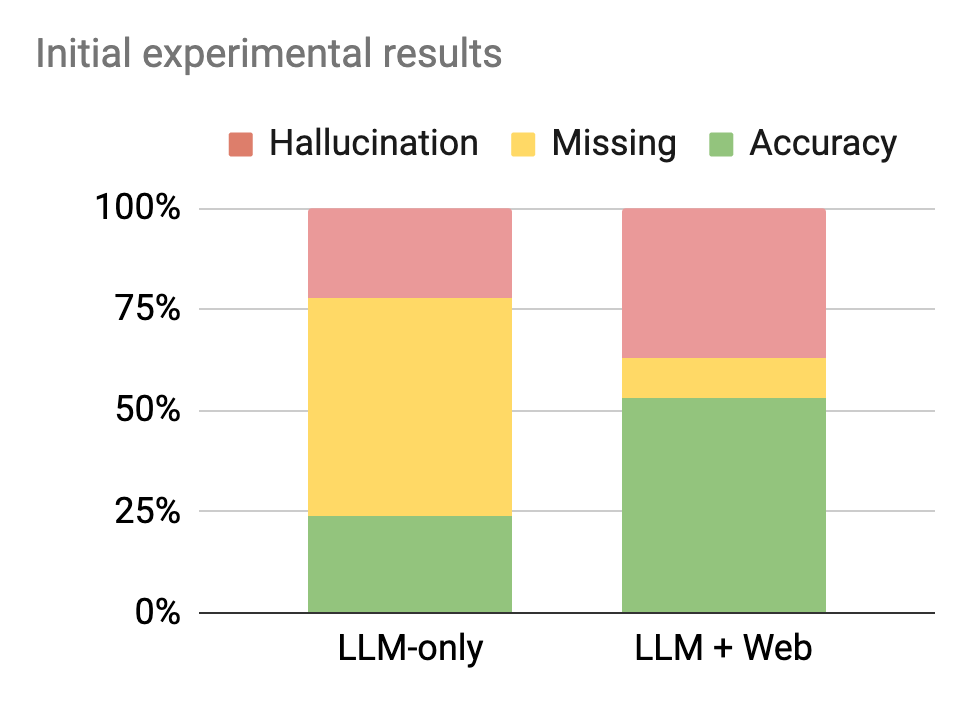 Initial experimental results
Hallucination Missing Accuracy
100%
75%
50%
25%
0%
LLM-only LLM + Web